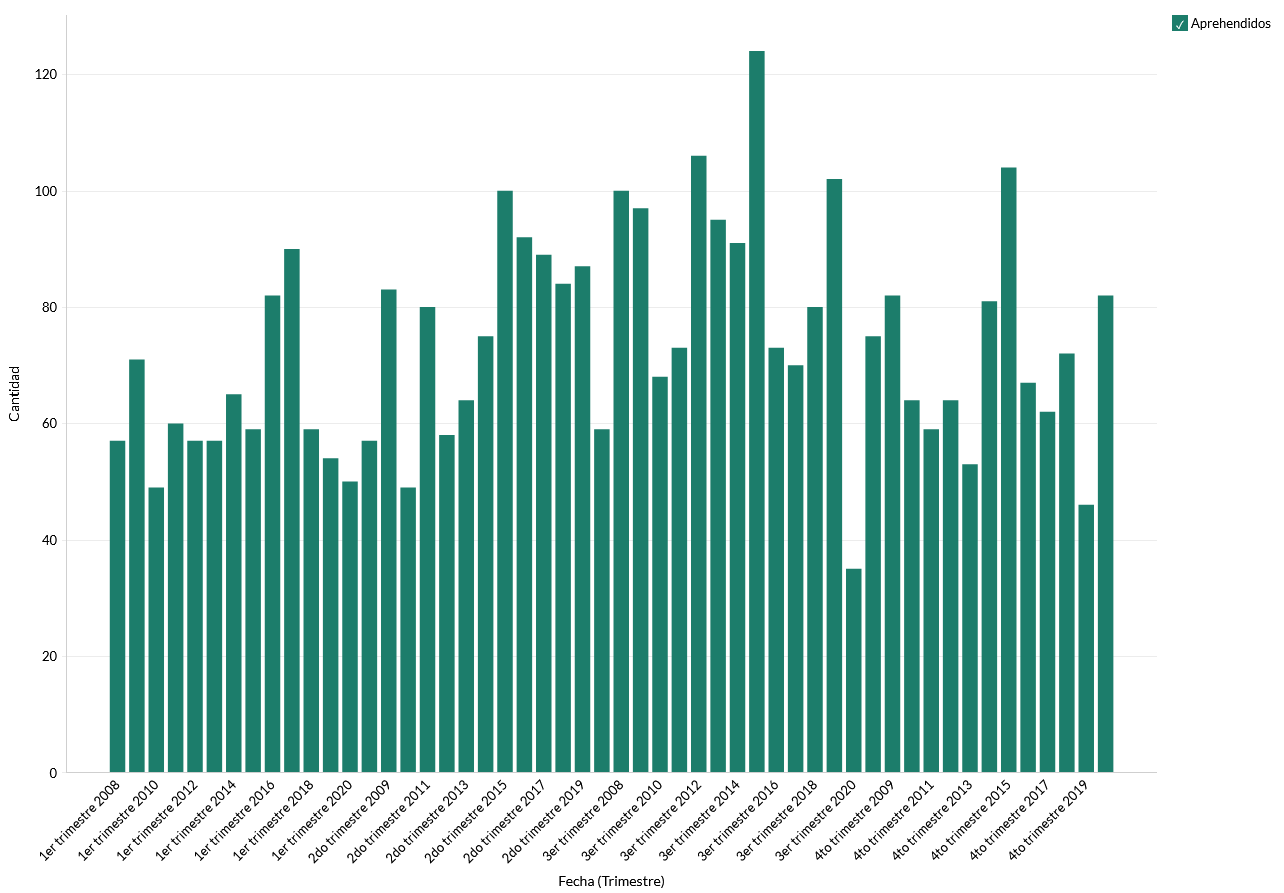 Aprehendidos
120
100
80
60
40
20
0
Cantidad
1er trimestre 2008
1er trimestre 2010
1er trimestre 2012
1er trimestre 2014
1er trimestre 2016
1er trimestre 2018
1er trimestre 2020
2do trimestre 2009
2do trimestre 2011
2do trimestre 2013
2do trimestre 2015
2do trimestre 2017
2do trimestre 2019
3er trimestre 2008
3er trimestre 2010
3er trimestre 2012
3er trimestre 2014
3er trimestre 2016
3er trimestre 2018
3er trimestre 2020
4to trimestre 2009
4to trimestre 2011
4to trimestre 2013
4to trimestre 2015
4to trimestre 2017
4to trimestre 2019
Fecha (Trimestre)